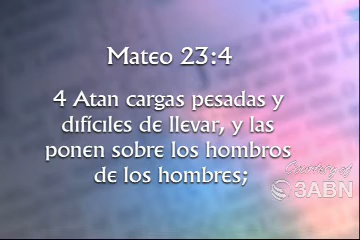 Mateo 23:4
4 Atan cargas pesadas y
difíciles de llevar, y las
ponen sobre los hombros
de los hombres;
Courtesy of
3ABN